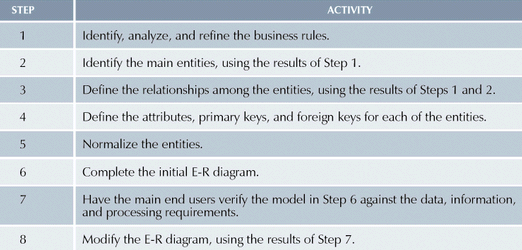 STEP ACTIVITY
1 Identify, analyze, and refine the business rules.
2 Identify the main entities, using the results of Step 1.
3 Define the relationships among the entities, using the results of Steps 1 and 2.
4 Define the attributes, primary keys, and foreign keys for each of the entities.
5 Normalize the entities.
6 Complete the initial E-R diagram.
7 Have the main end users verify the model in Step 6 against the data, information,
and processing requirements.
8 Modify the E-R diagram, using the results of Step 7.